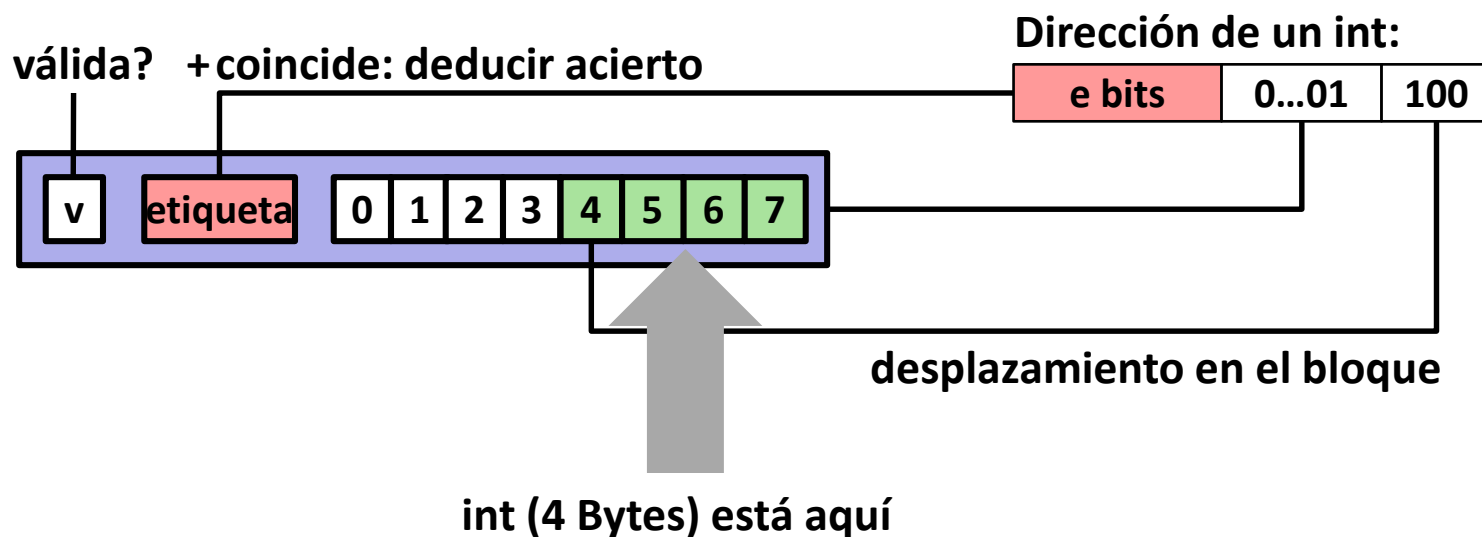 Dirección de un int:
válida? + coincide: deducir acierto
e bits 0...01 100
v etiqueta 0 1 2 3 4 5 6 7
desplazamiento en el bloque
int (4 Bytes) está aquí